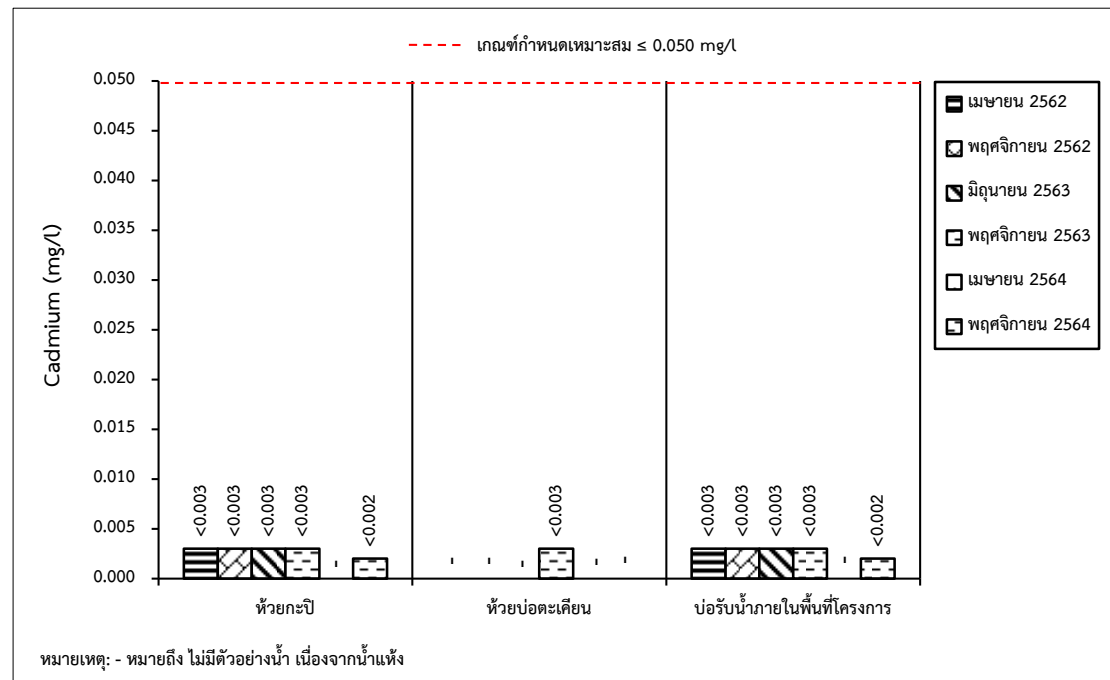 เกณฑ์กำหนดเหมาะสม ≤ 0.050 mg/l
Cadmium (mg/l)
0.050
0.045
0.040
0.035
0.030
0.025
0.020
0.015
0.010
0.005
0.000
<0.003
<0.003
<0.003
<0.003
-
<0.002
-
-
-
<0.003
-
-
<0.003
<0.003
<0.003
<0.003
-
<0.002
ห้วยกะปิ
ห้วยบ่อตะเคียน
บ่อรับน้ำภายในพื้นที่โครงการ
เมษายน 2562
พฤศจิกายน 2562
มิถุนายน 2563
พฤศจิกายน 2563
เมษายน 2564
พฤศจิกายน 2564
หมายเหตุ: - หมายถึง ไม่มีตัวอย่างน้ำ เนื่องจากน้ำแห้ง